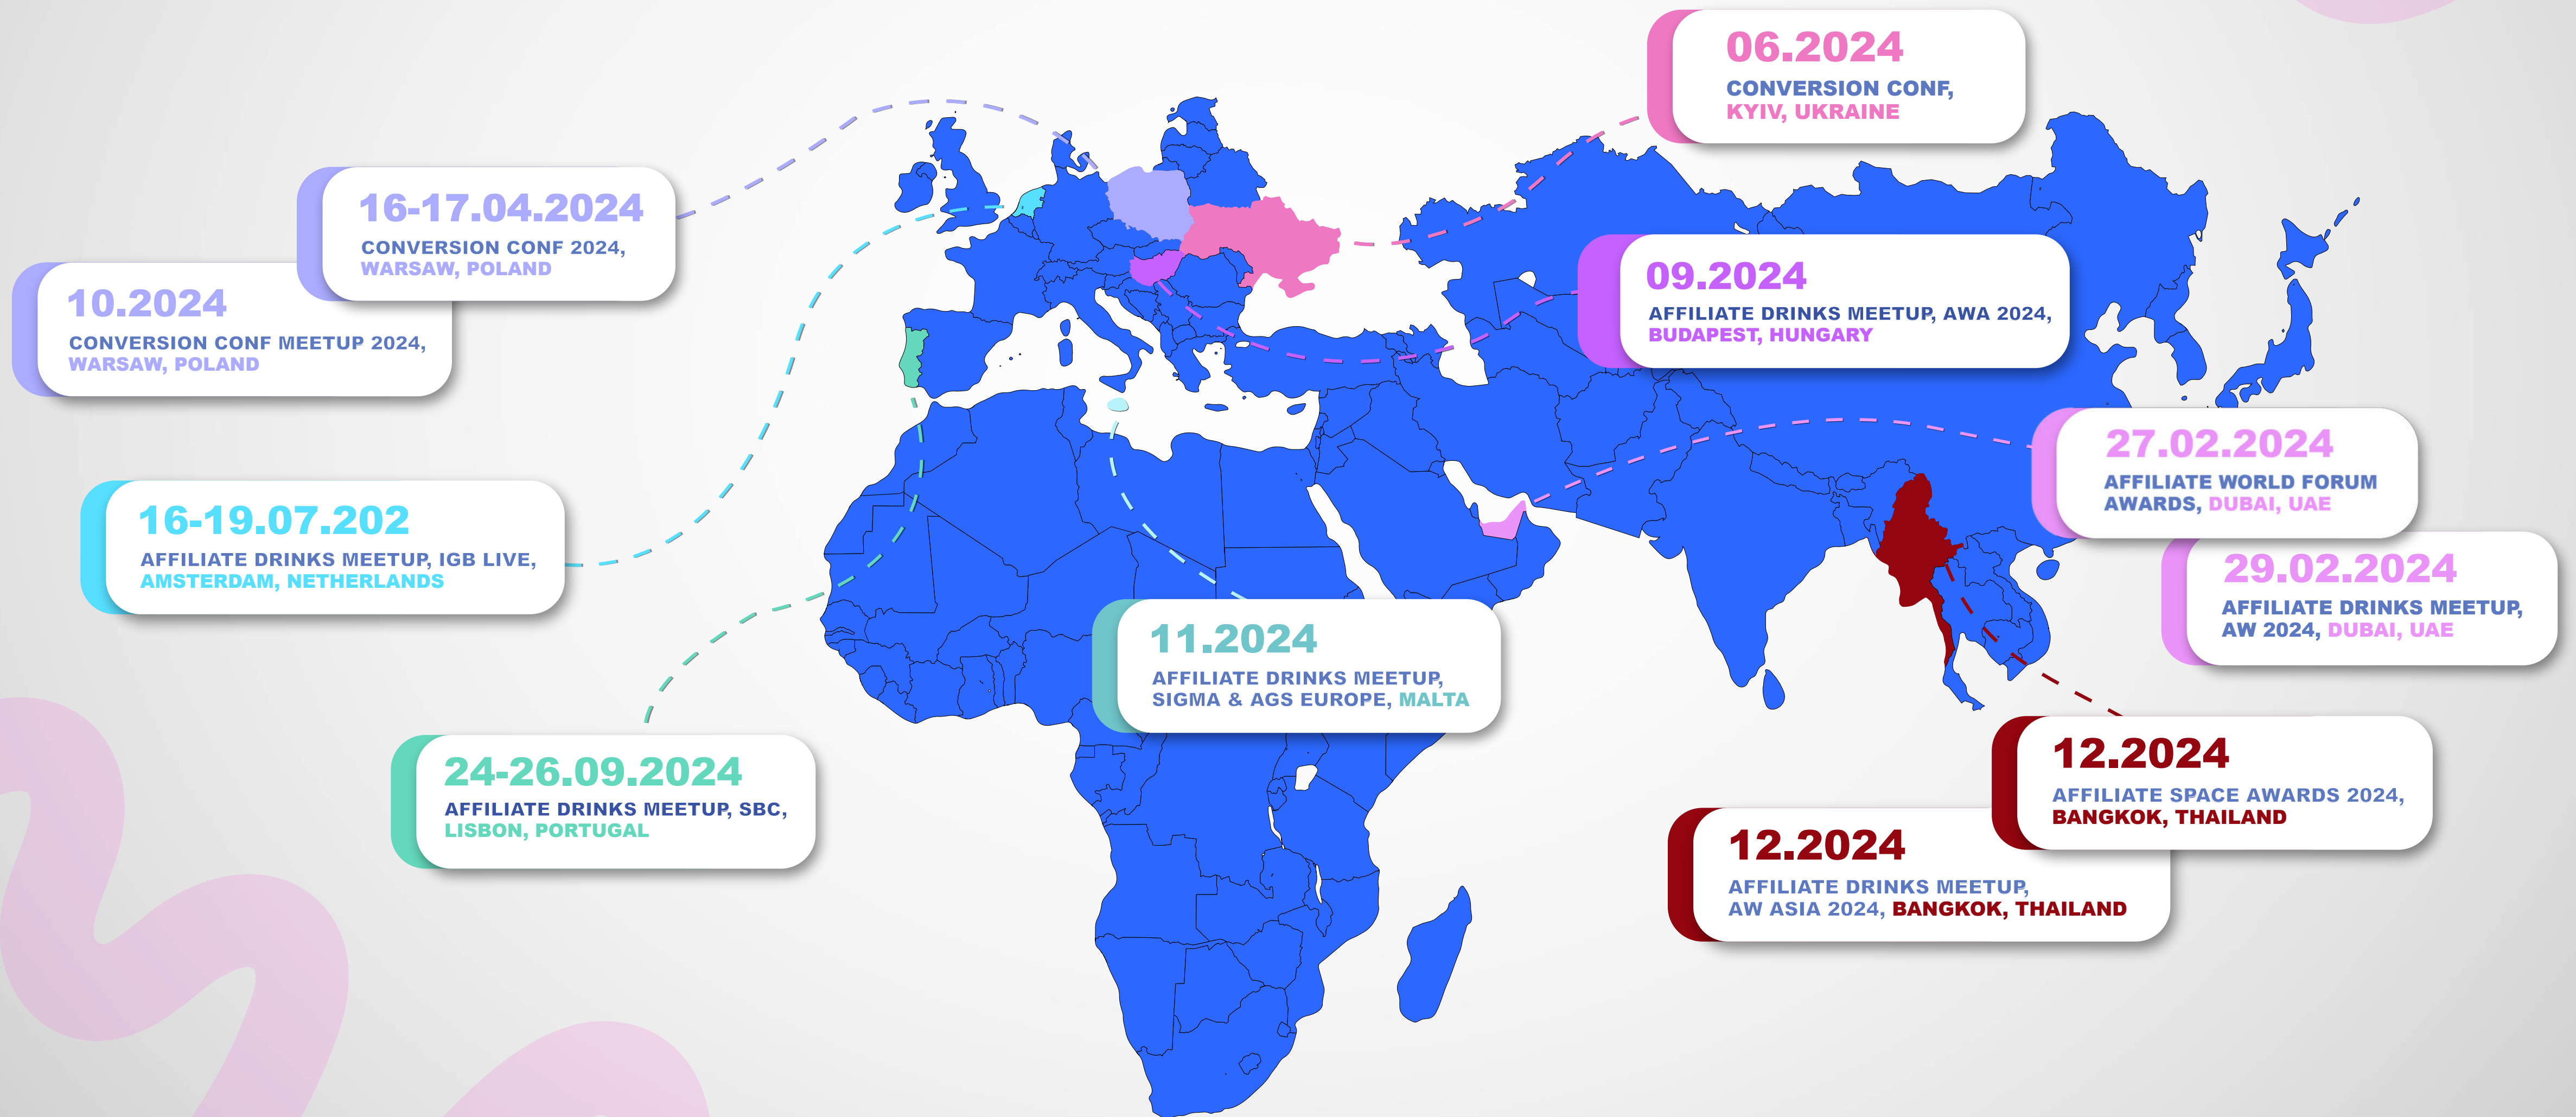 06.2024
CONVERSION CONF,
KYIV, UKRAINE
16-17.04.2024
CONVERSION CONF 2024,
WARSAW, POLAND
10.2024
CONVERSION CONF MEETUP 2024,
WARSAW, POLAND
09.2024
AFFILIATE DRINKS MEETUP, AWA 2024,
BUDAPEST, HUNGARY
27.02.2024
AFFILIATE WORLD FORUM
AWARDS, DUBAI, UAE
29.02.2024
AFFILIATE DRINKS MEETUP,
AW 2024, DUBAI, UAE
16-19.07.202
AFFILIATE DRINKS MEETUP, IGB LIVE,
AMSTERDAM, NETHERLANDS
11.2024
AFFILIATE DRINKS MEETUP,
SIGMA & AGS EUROPE, MALTA
24-26.09.2024
AFFILIATE DRINKS MEETUP, SBC,
LISBON, PORTUGAL
12.2024
AFFILIATE SPACE AWARDS 2024,
BANGKOK, THAILAND
12.2024
AFFILIATE DRINKS MEETUP,
AW ASIA 2024, BANGKOK, THAILAND